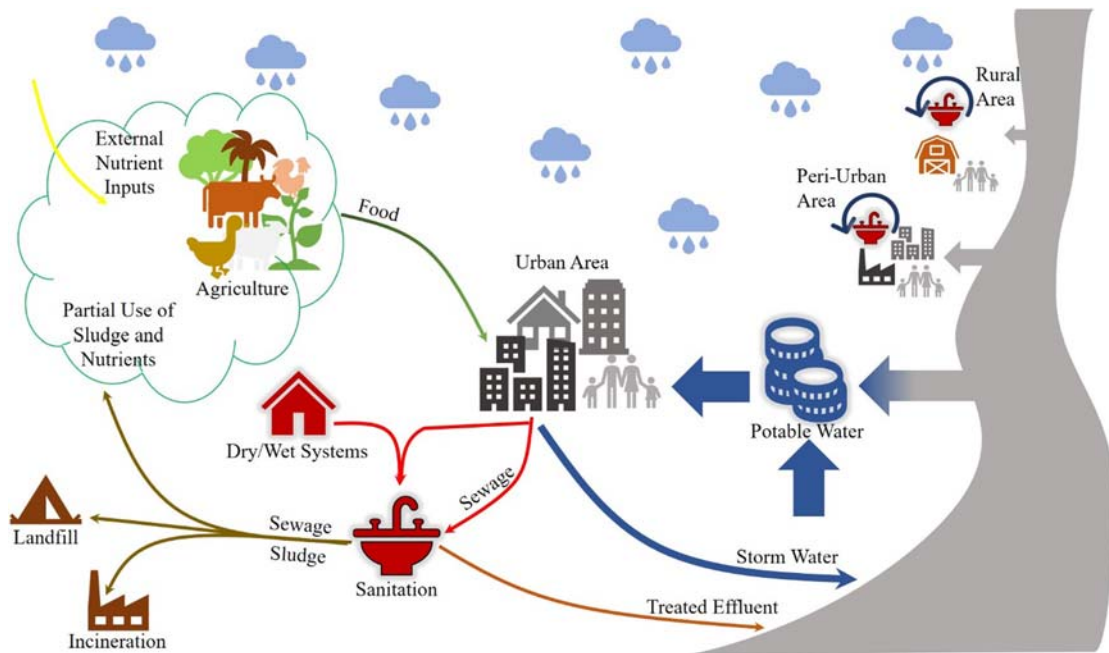 External
Nutrient
Inputs
Agriculture
Partial Use of
Sludge and
Nutrients
Food
Urban Area
Rural
Area
Peri-Urban
Area
Potable Water
Dry/Wet Systems
Sewage
Sewage
Sludge
Sanitation
Landfill
Incineration
Storm Water
Treated Effluent